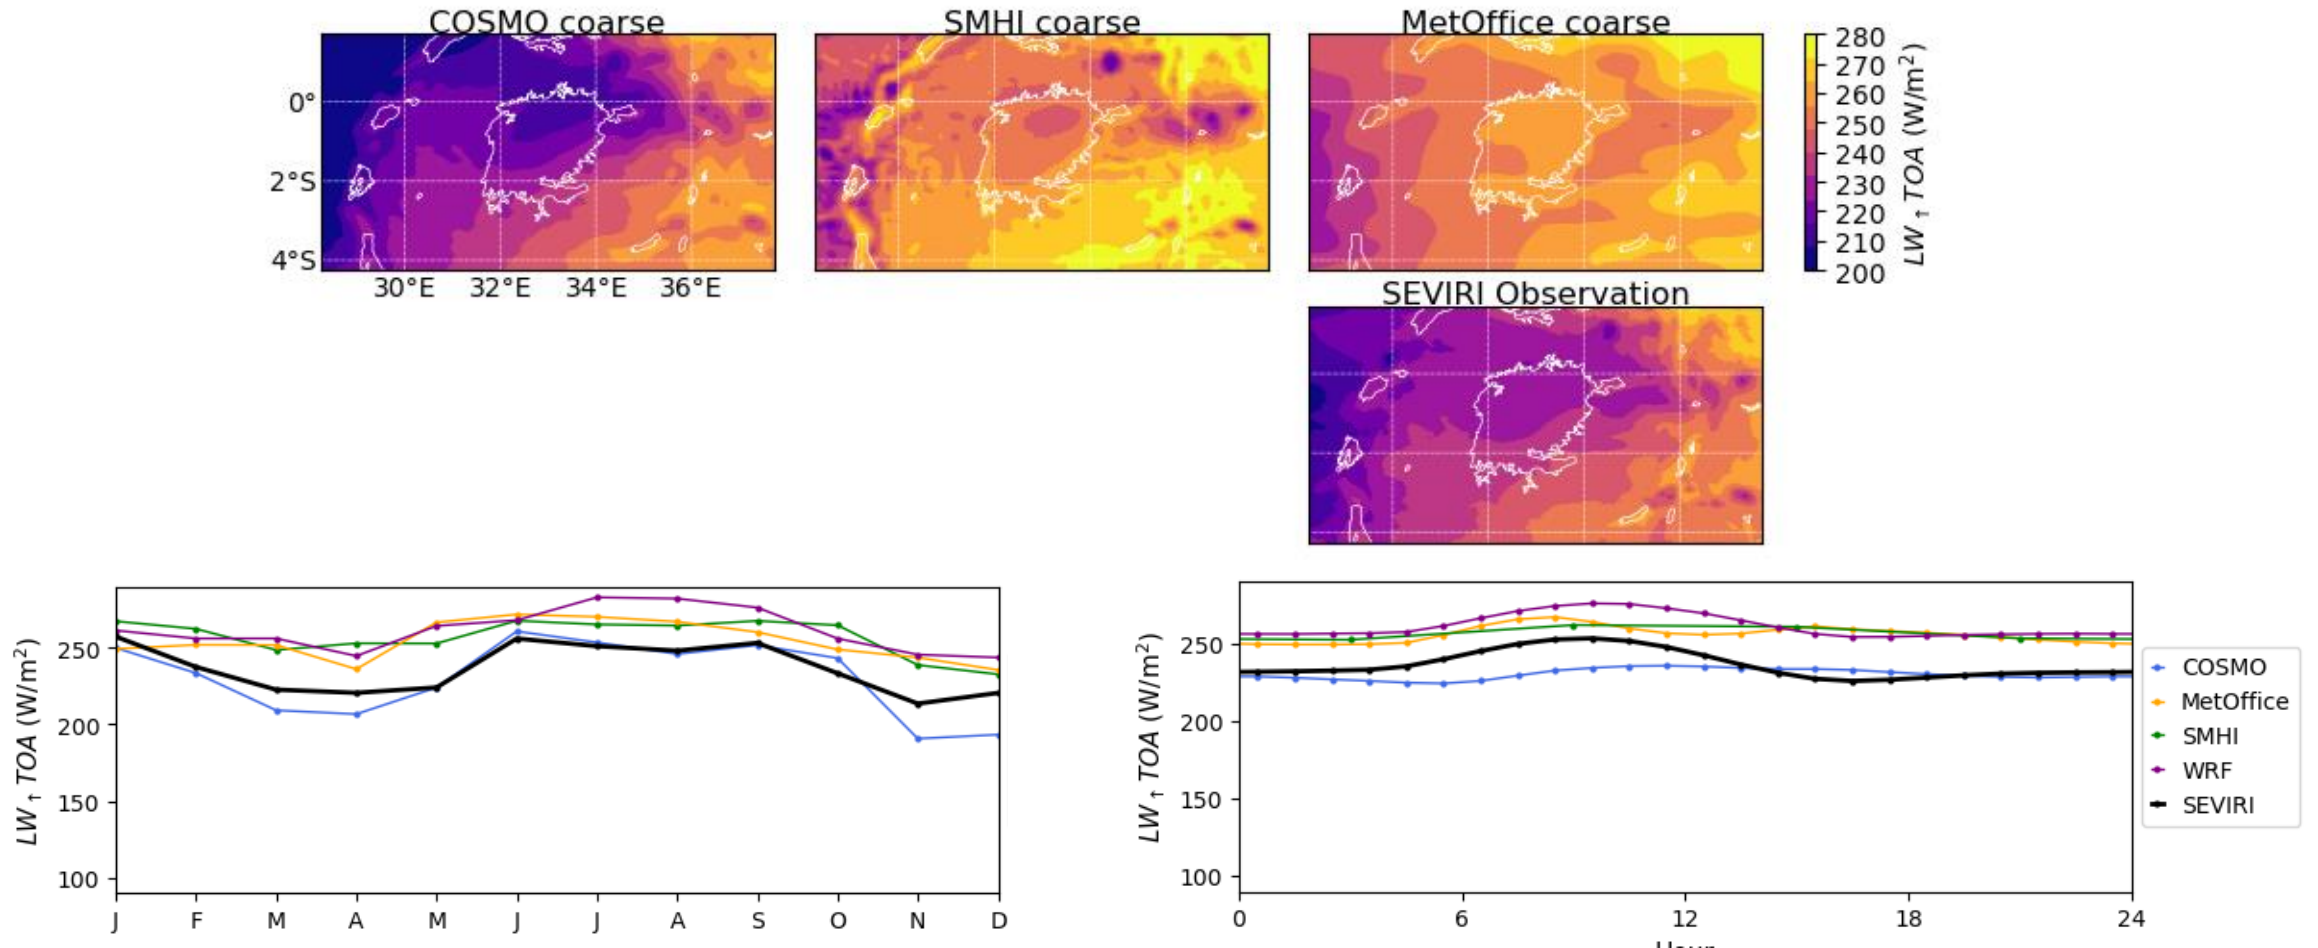 COSMO coarse
SMHI coarse
MetOffice coarse
0°
2°S
4°S
30°E 32°E 34°E 36°E
280
270
260
250
240
230
220
210
200
LW↑ TOA (W/m²)
SEVIRI Observation
LW↑ TOA (W/m²)
250
200
150
100
J F M A M J J A S O N D
LW↑ TOA (W/m²)
250
200
150
100
0 6 12 18 24
Hour
COSMO
MetOffice
SMHI
WRF
SEVIRI